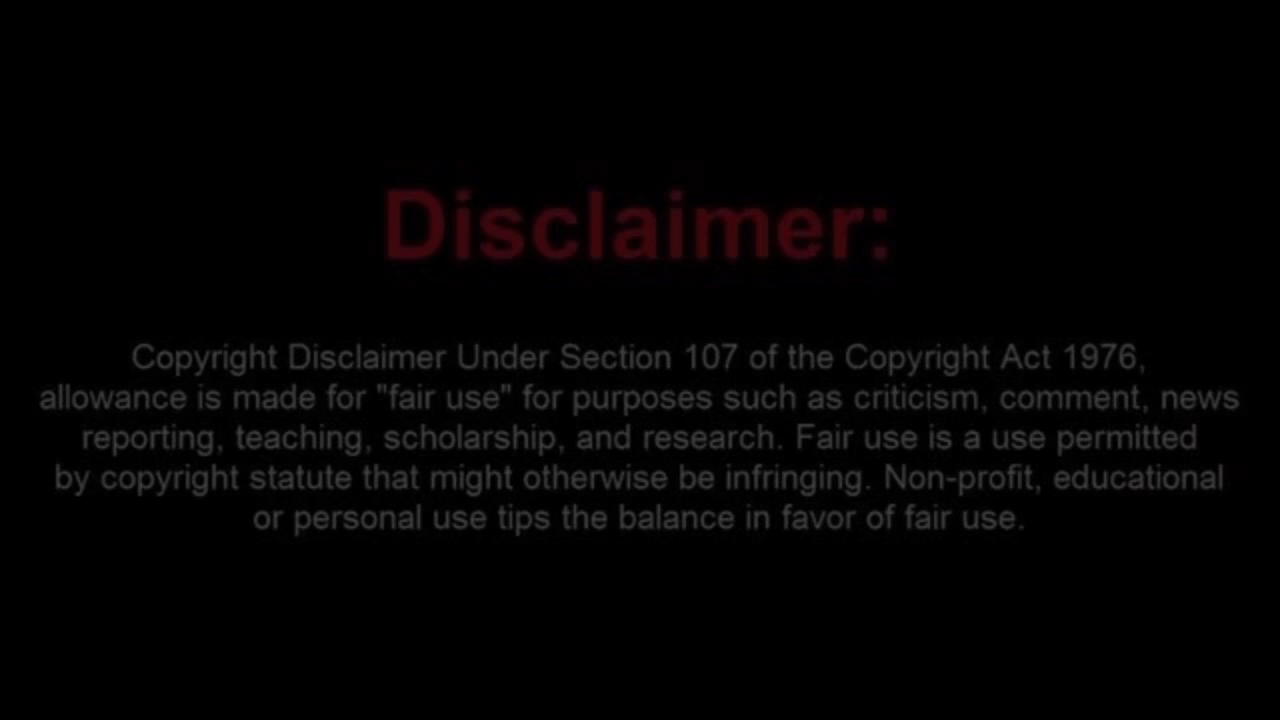 Disclaimer:
Copyright Disclaimer Under Section 107 of the Copyright Act 1976,
allowance is made for "fair use" for purposes such as criticism, comment, news
reporting, teaching, scholarship, and research. Fair use is a use permitted
by copyright statute that might otherwise be infringing. Non-profit, educational
or personal use tips the balance in favor of fair use.